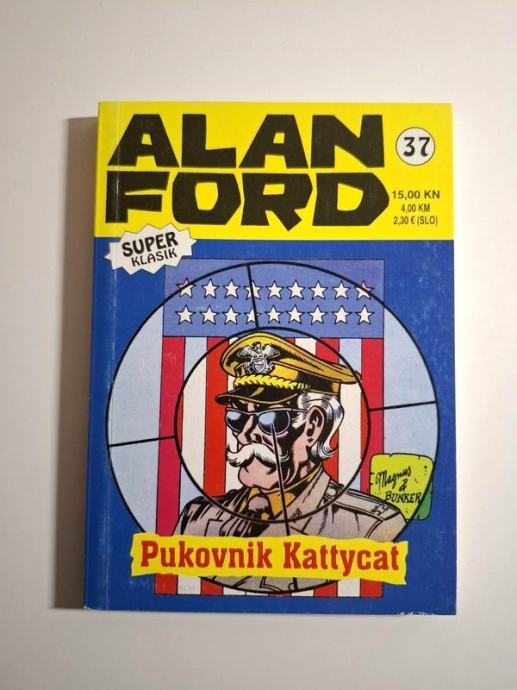 ALAN
FORD
37
15,00 KN
4,00 KM
2,30 € (SLO)
SUPER
KLASIK
Magnus
&
BUNKER
Pukovnik Kattycat